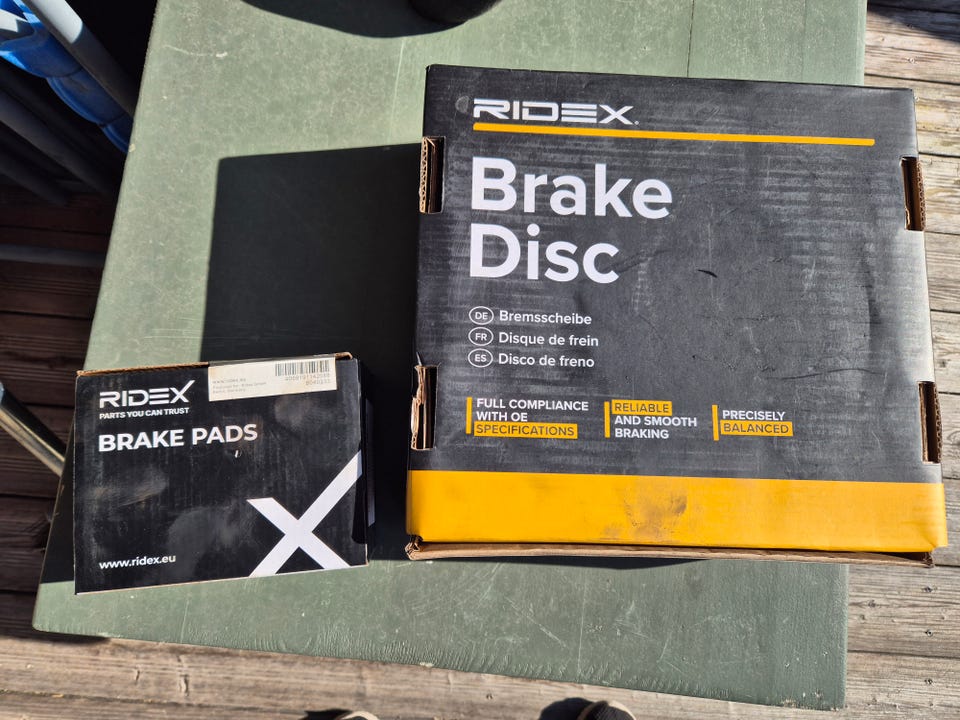 RIDEX
Brake
Disc
DE Bremsscheibe
FR Disque de frein
ES Disco de freno
FULL COMPLIANCE
WITH OE
SPECIFICATIONS
RELIABLE
AND SMOOTH
BRAKING
PRECISELY
BALANCED
RIDEX
PARTS YOU CAN TRUST
BRAKE PADS
www.ridex.eu